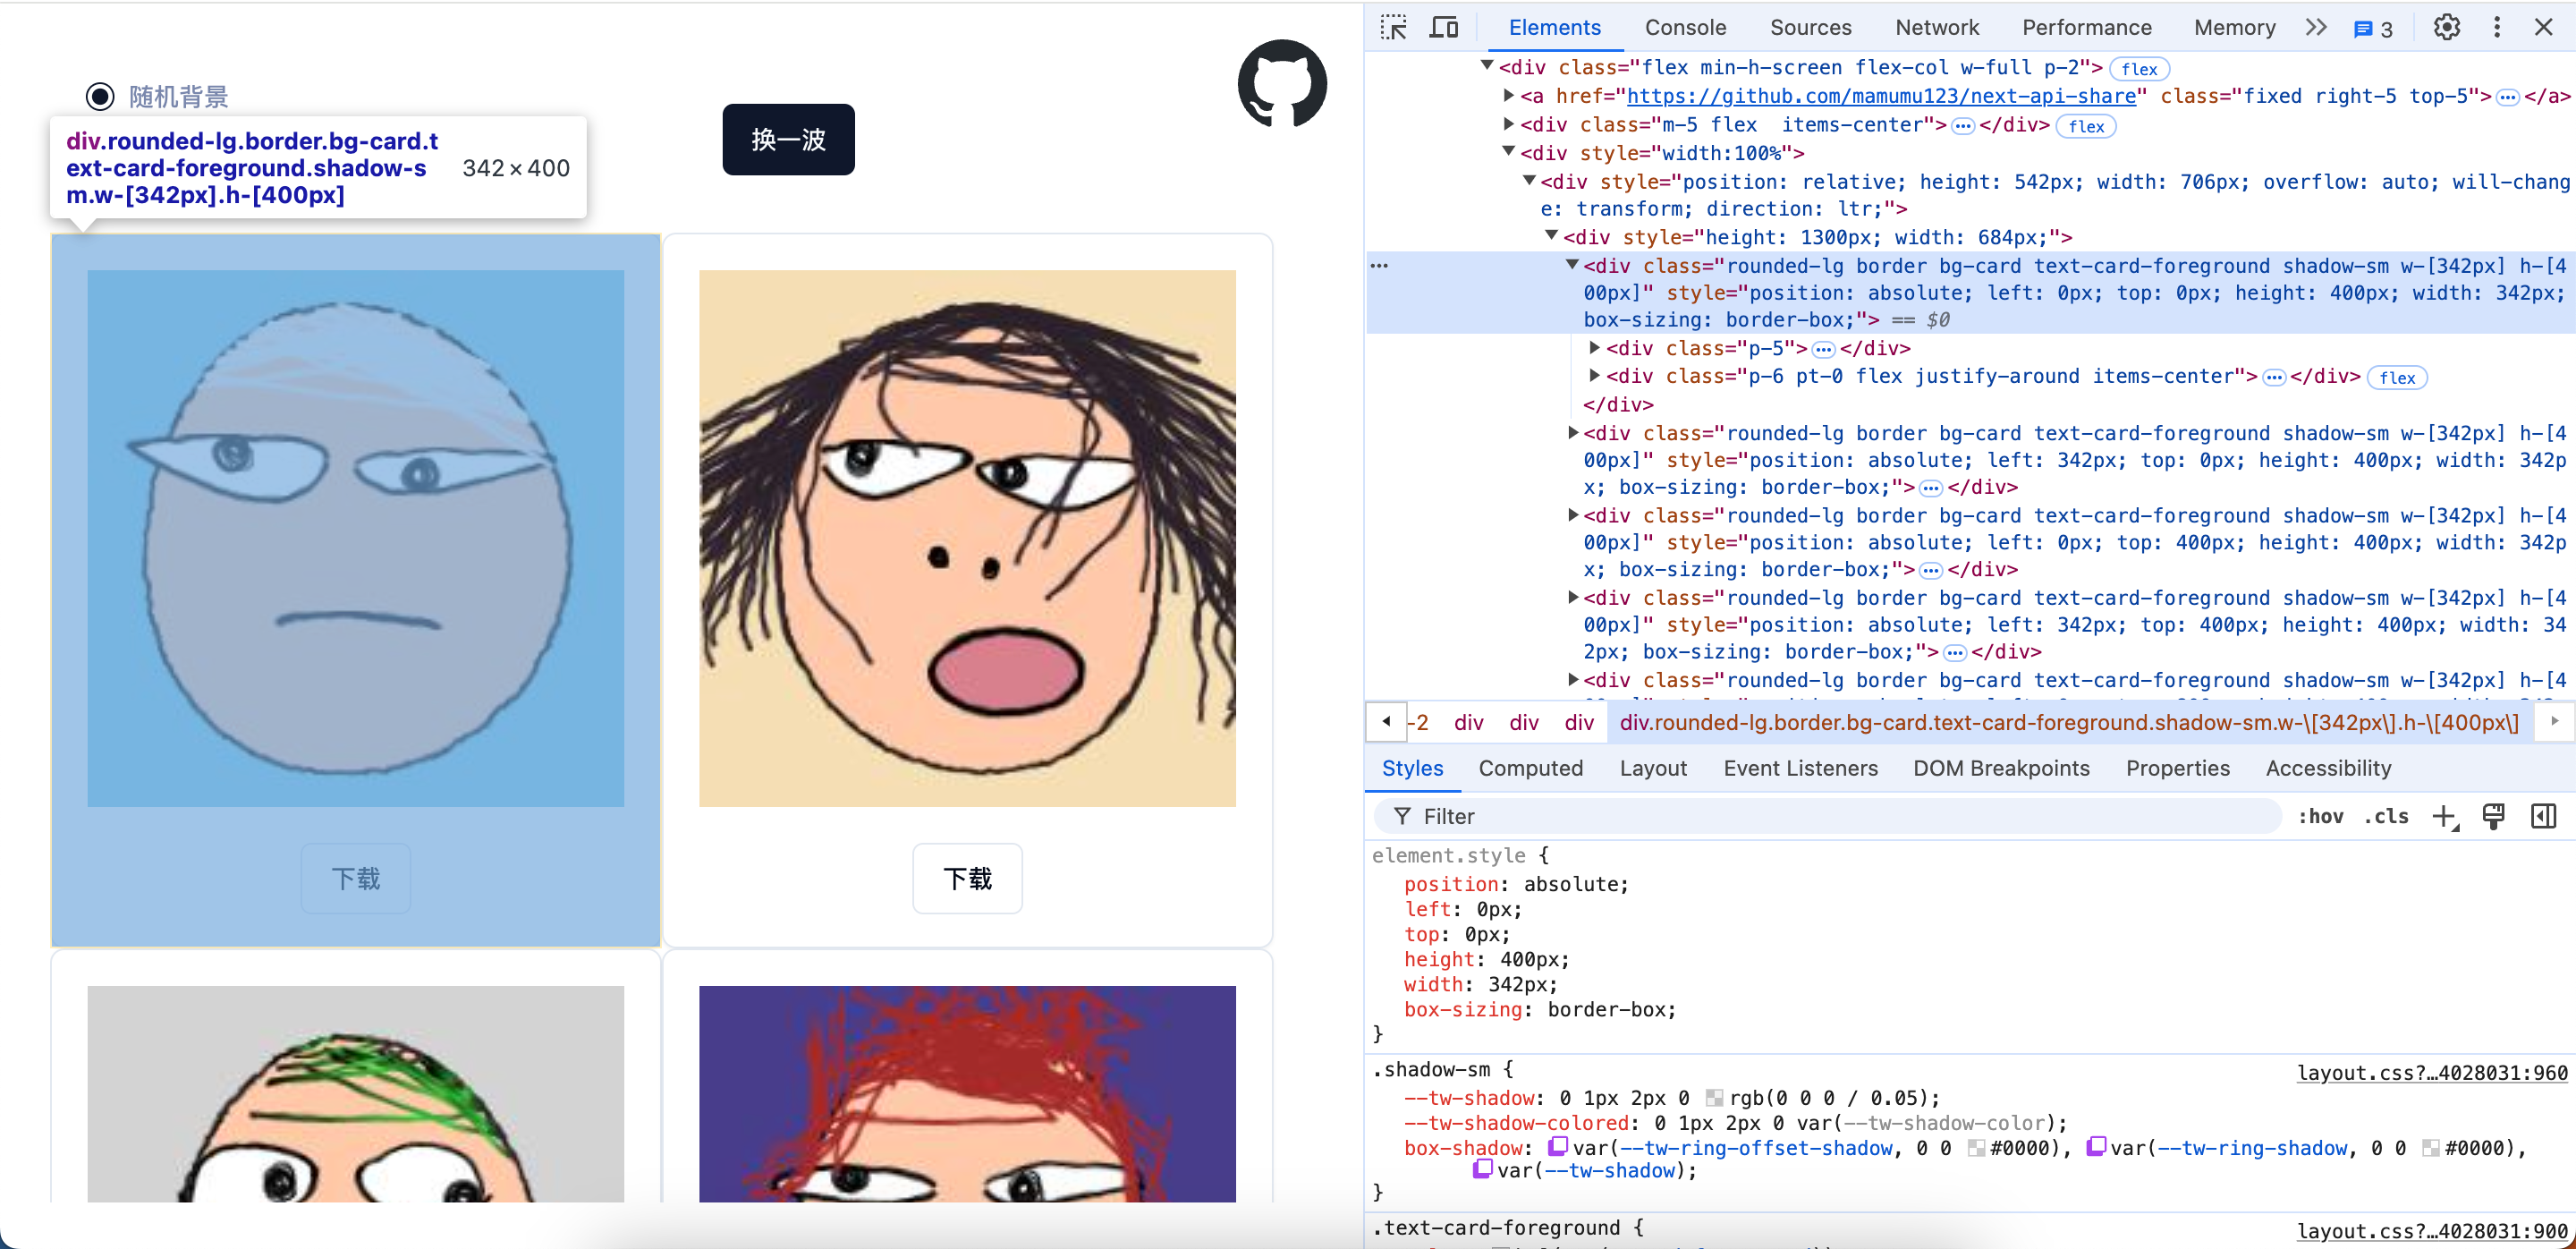 随机背景
换一波
div.rounded-lg.border.bg-card.t
ext-card-foreground.shadow-s
m.w-[342px].h-[400px]
342 × 400
下载
下载
Elements
Console
Sources
Network
Performance
Memory
3
<div class="flex min-h-screen flex-col w-full p-2"> flex
<a href="https://github.com/mamumu123/next-api-share" class="fixed right-5 top-5">…</a>
<div class="m-5 flex  items-center">…</div> flex
<div style="width:100%">
<div style="position: relative; height: 542px; width: 706px; overflow: auto; will-chang
e: transform; direction: ltr;">
<div style="height: 1300px; width: 684px;">
<div class="rounded-lg border bg-card text-card-foreground shadow-sm w-[342px] h-[4
00px]" style="position: absolute; left: 0px; top: 0px; height: 400px; width: 342px;
box-sizing: border-box;"> == $0
<div class="p-5">…</div>
<div class="p-6 pt-0 flex justify-around items-center">…</div> flex
</div>
<div class="rounded-lg border bg-card text-card-foreground shadow-sm w-[342px] h-[4
00px]" style="position: absolute; left: 342px; top: 0px; height: 400px; width: 342p
x; box-sizing: border-box;">…</div>
<div class="rounded-lg border bg-card text-card-foreground shadow-sm w-[342px] h-[4
00px]" style="position: absolute; left: 0px; top: 400px; height: 400px; width: 342p
x; box-sizing: border-box;">…</div>
<div class="rounded-lg border bg-card text-card-foreground shadow-sm w-[342px] h-[4
00px]" style="position: absolute; left: 342px; top: 400px; height: 400px; width: 34
2px; box-sizing: border-box;">…</div>
<div class="rounded-lg border bg-card text-card-foreground shadow-sm w-[342px] h-[4
-2 div div div div.rounded-lg.border.bg-card.text-card-foreground.shadow-sm.w-\[342px\].h-\[400px\]
Styles
Computed
Layout
Event Listeners
DOM Breakpoints
Properties
Accessibility
Filter
:hov .cls
element.style {
position: absolute;
left: 0px;
top: 0px;
height: 400px;
width: 342px;
box-sizing: border-box;
}
.shadow-sm {
layout.css?…4028031:960
--tw-shadow: 0 1px 2px 0 rgb(0 0 0 / 0.05);
--tw-shadow-colored: 0 1px 2px 0 var(--tw-shadow-color);
box-shadow: var(--tw-ring-offset-shadow, 0 0 #0000), var(--tw-ring-shadow, 0 0 #0000),
var(--tw-shadow);
}
.text-card-foreground {
layout.css?…4028031:900